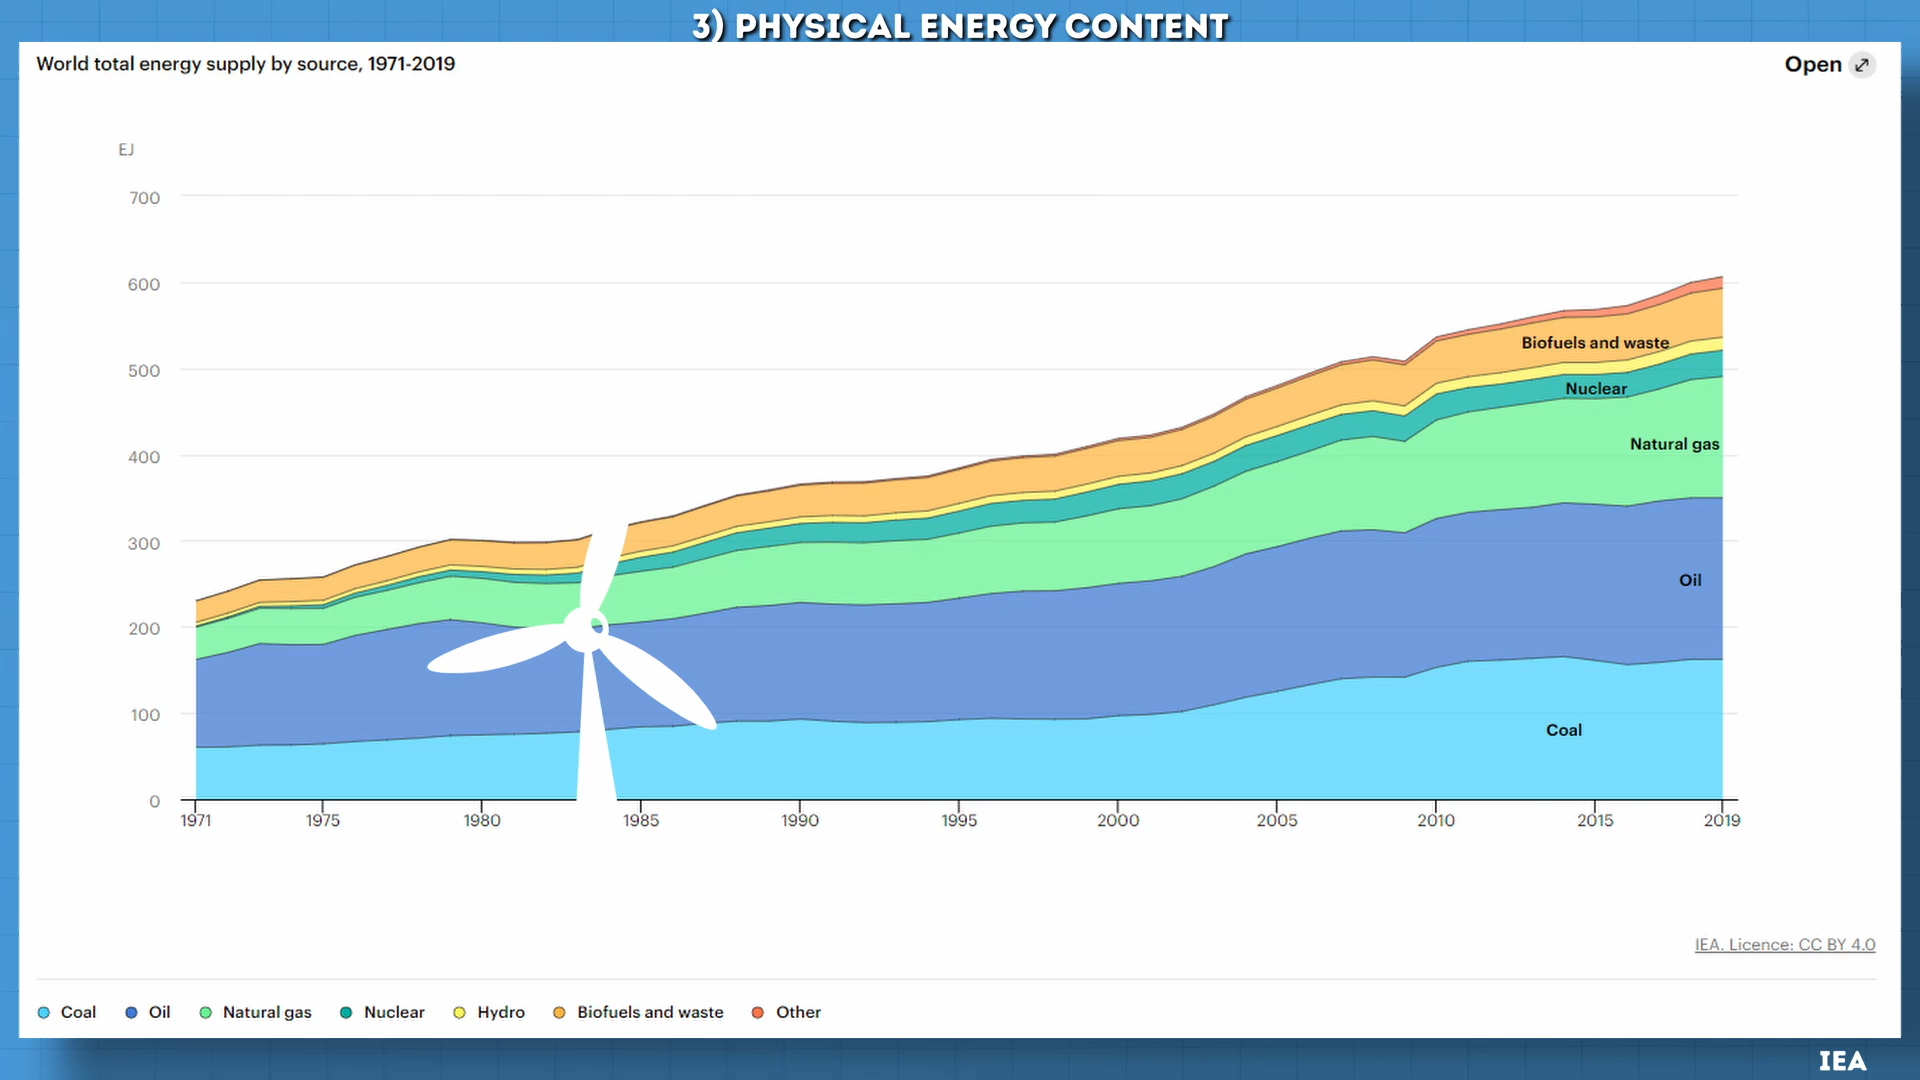 3) PHYSICAL ENERGY CONTENT
World total energy supply by source, 1971-2019
Open
EJ
700
600
500
400
300
200
100
0
Biofuels and waste
Nuclear
Natural gas
Oil
Coal
1971 1975 1980 1985 1990 1995 2000 2005 2010 2015 2019
IEA. Licence: CC BY 4.0
Coal Oil Natural gas Nuclear Hydro Biofuels and waste Other
IEA